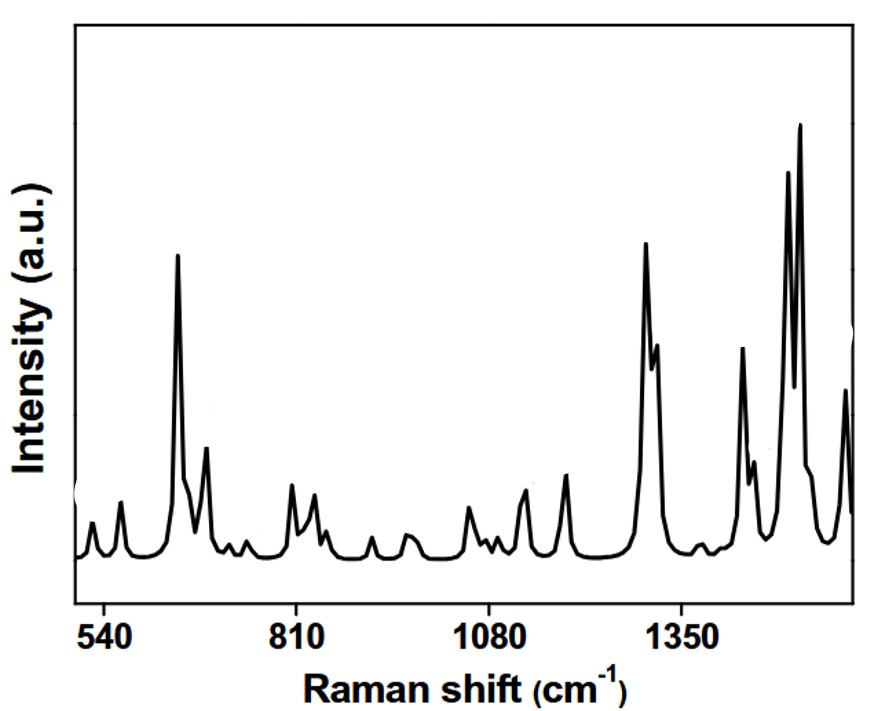 Intensity (a.u.)
540 810 1080 1350
Raman shift (cm⁻¹)